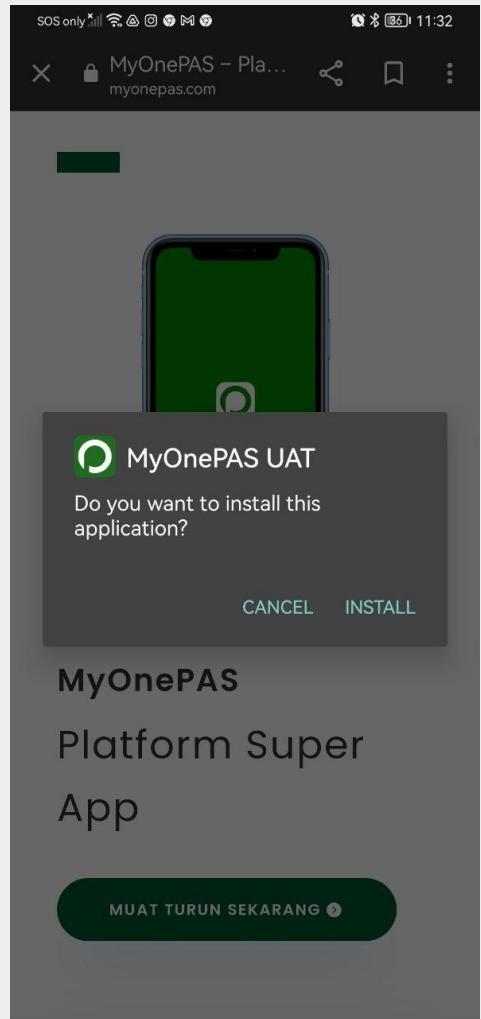 SOS only 36 11:32
MyOnePAS – Pla...
myonepas.com
MyOnePAS UAT
Do you want to install this
application?
CANCEL INSTALL
MyOnePAS
Platform Super
App
MUAT TURUN SEKARANG